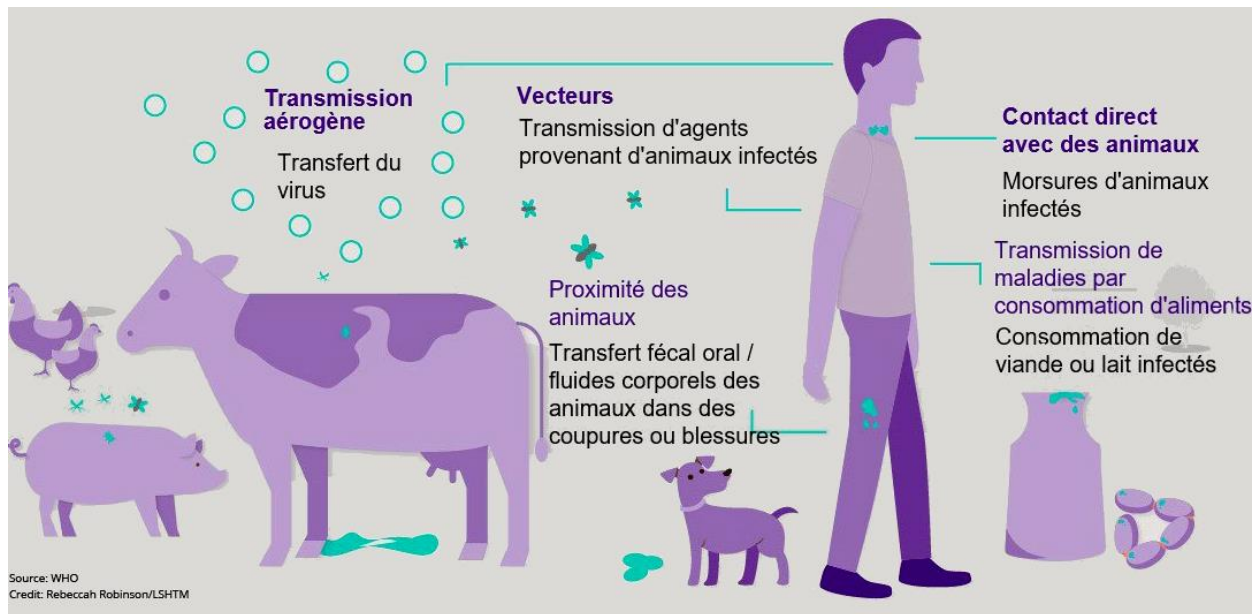 Transmission
aérogène
Transfert du
virus
Vecteurs
Transmission d'agents
provenant d'animaux infectés
Proximité des
animaux
Transfert fécal oral /
fluides corporels des
animaux dans des
coupures ou blessures
Contact direct
avec des animaux
Morsures d'animaux
infectés
Transmission de
maladies par
consommation d'aliments
Consommation de
viande ou lait infectés
Source: WHO
Credit: Rebeccah Robinson/LSHTM